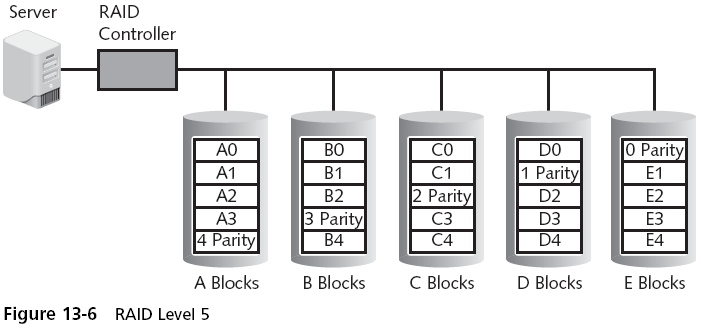 Server
RAID
Controller
A0 B0 C0 D0 0 Parity
A1 B1 C1 1 Parity E1
A2 B2 2 Parity D2 E2
A3 3 Parity C3 D3 E3
4 Parity B4 C4 D4 E4
A Blocks B Blocks C Blocks D Blocks E Blocks
Figure 13-6 RAID Level 5